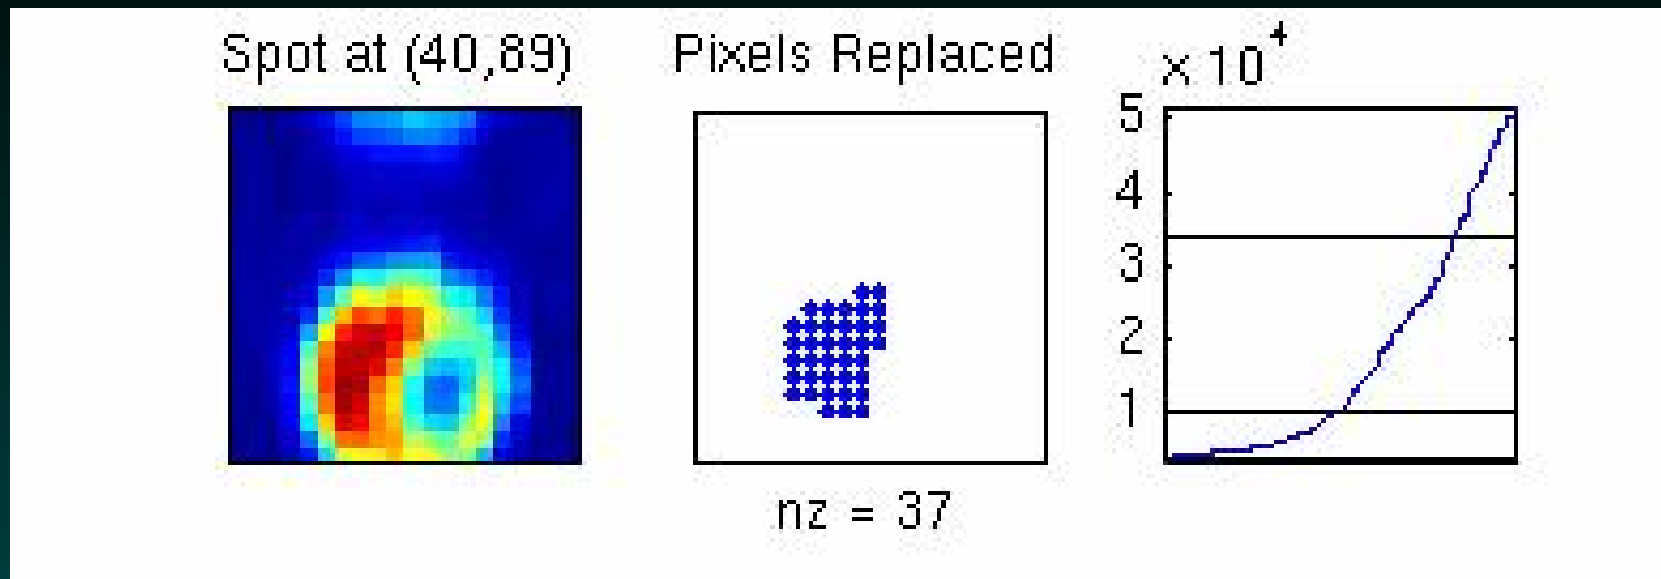 Spot at (40,89)
Pixels Replaced
×10⁴
5
4
3
2
1
nz = 37